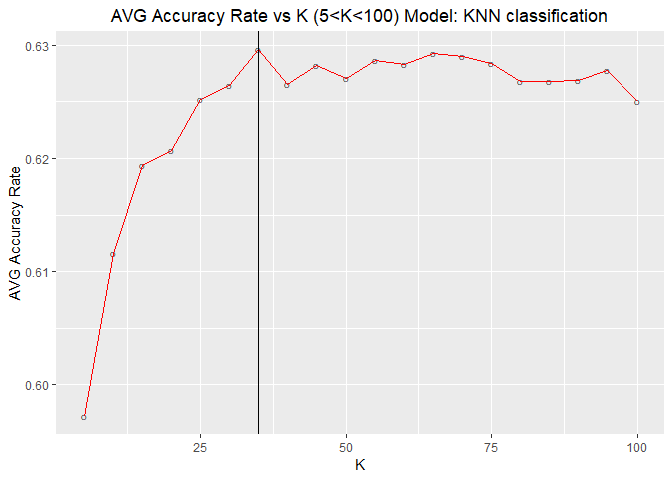 AVG Accuracy Rate vs K (5<K<100) Model: KNN classification
AVG Accuracy Rate
0.63
0.62
0.61
0.60
25
50
75
100
K